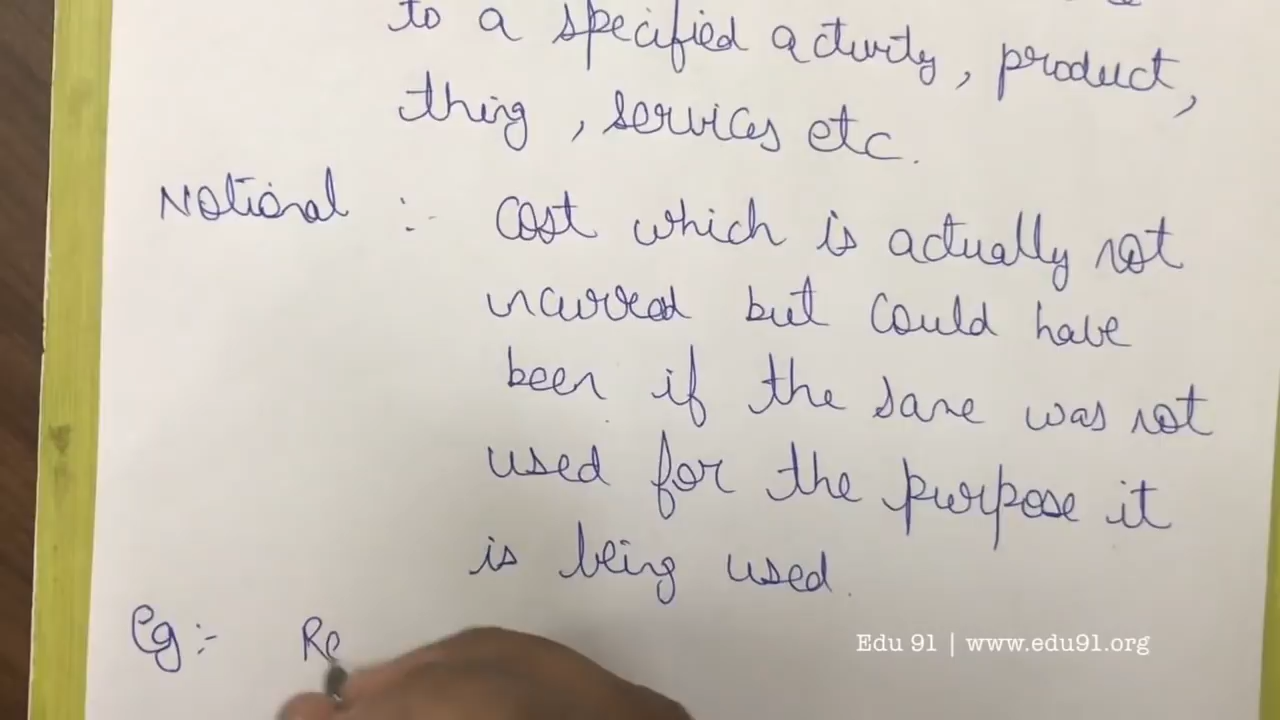 to a specified activity, product,
thing, services etc.
Notional :- Cost which is actually not
incurred but could have
been if the same was not
used for the purpose it
is being used.
Eg :- Re
Edu 91 | www.edu91.org